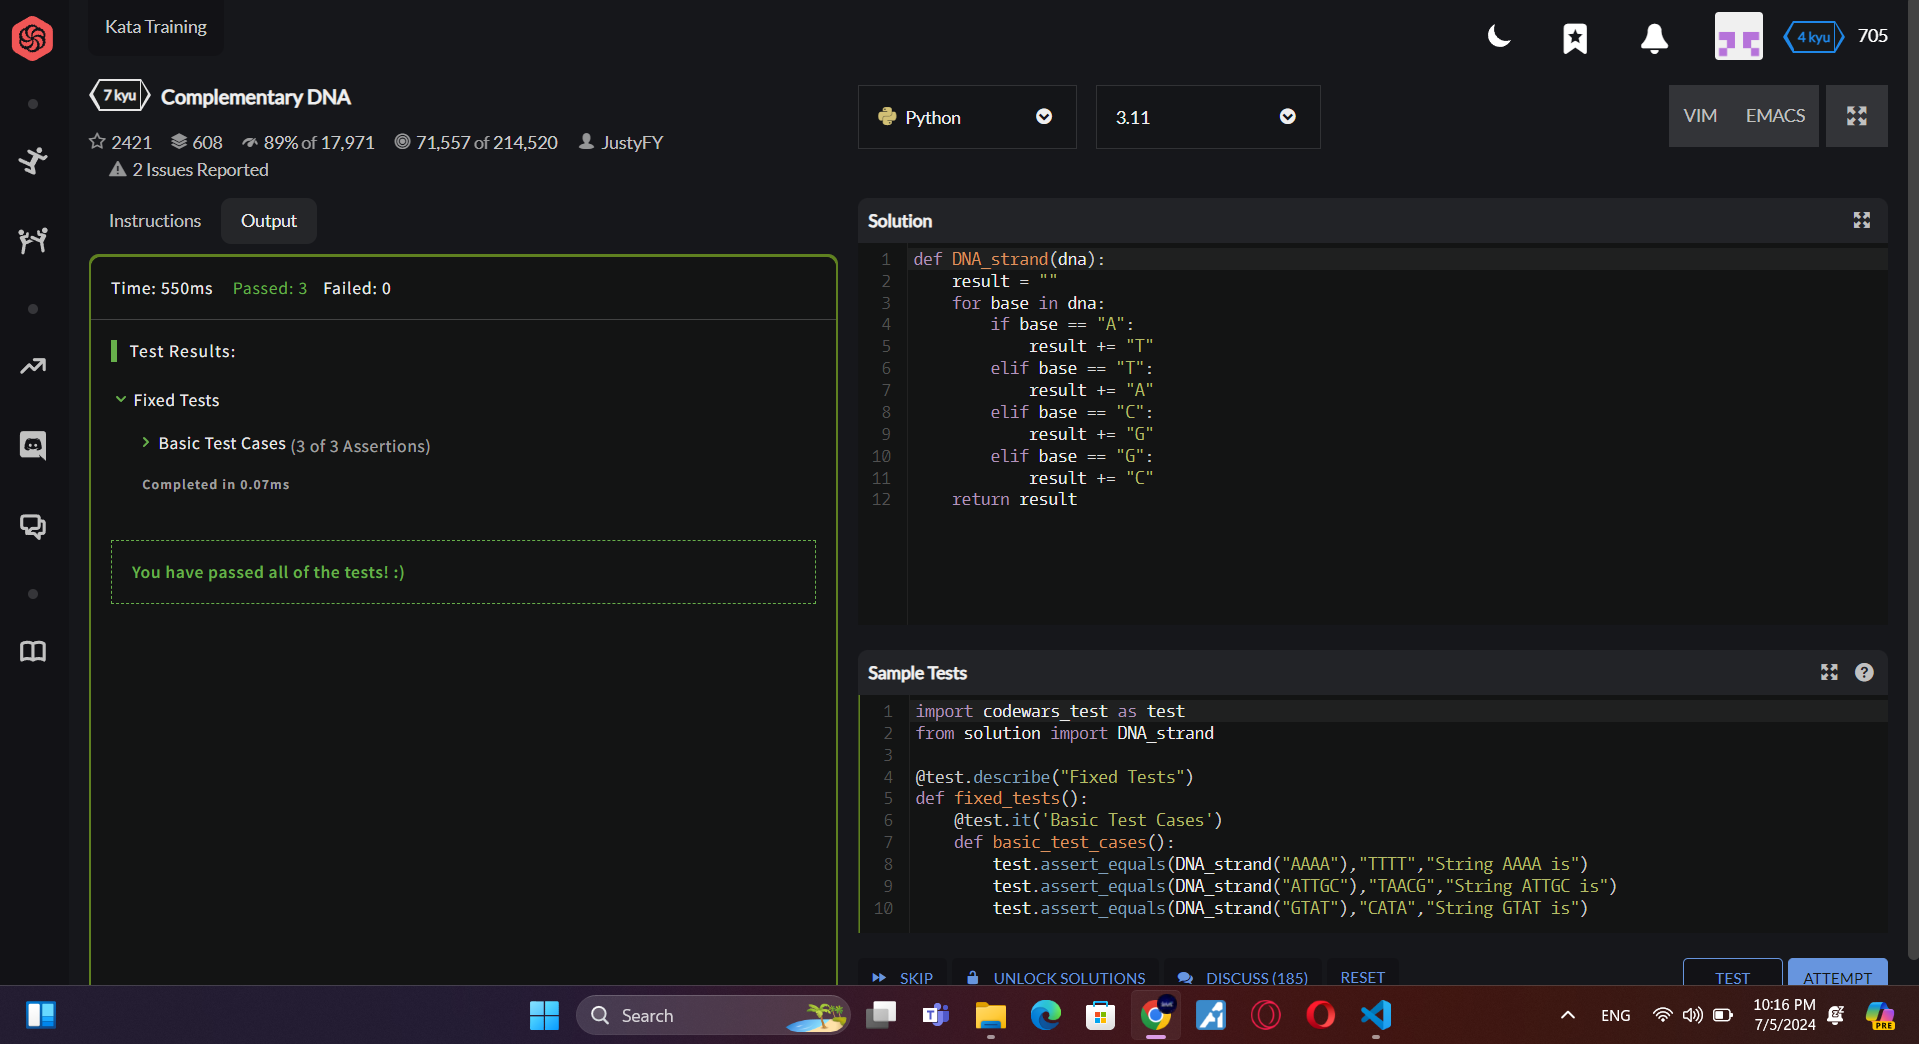 Kata Training
4 kyu 705
7 kyu Complementary DNA
2421 608 89% of 17,971 71,557 of 214,520 JustyFY
2 Issues Reported
Python 3.11 VIM EMACS
Instructions Output
Time: 550ms Passed: 3 Failed: 0
Test Results:
Fixed Tests
Basic Test Cases (3 of 3 Assertions)
Completed in 0.07ms
You have passed all of the tests! :)
Solution
1 def DNA_strand(dna):
2     result = ""
3     for base in dna:
4         if base == "A":
5             result += "T"
6         elif base == "T":
7             result += "A"
8         elif base == "C":
9             result += "G"
10         elif base == "G":
11             result += "C"
12     return result
Sample Tests
1 import codewars_test as test
2 from solution import DNA_strand
3
4 @test.describe("Fixed Tests")
5 def fixed_tests():
6     @test.it('Basic Test Cases')
7     def basic_test_cases():
8         test.assert_equals(DNA_strand("AAAA"),"TTTT","String AAAA is")
9         test.assert_equals(DNA_strand("ATTGC"),"TAACG","String ATTGC is")
10         test.assert_equals(DNA_strand("GTAT"),"CATA","String GTAT is")
SKIP UNLOCK SOLUTIONS DISCUSS (185) RESET TEST ATTEMPT
Search ENG 10:16 PM
7/5/2024
PRE